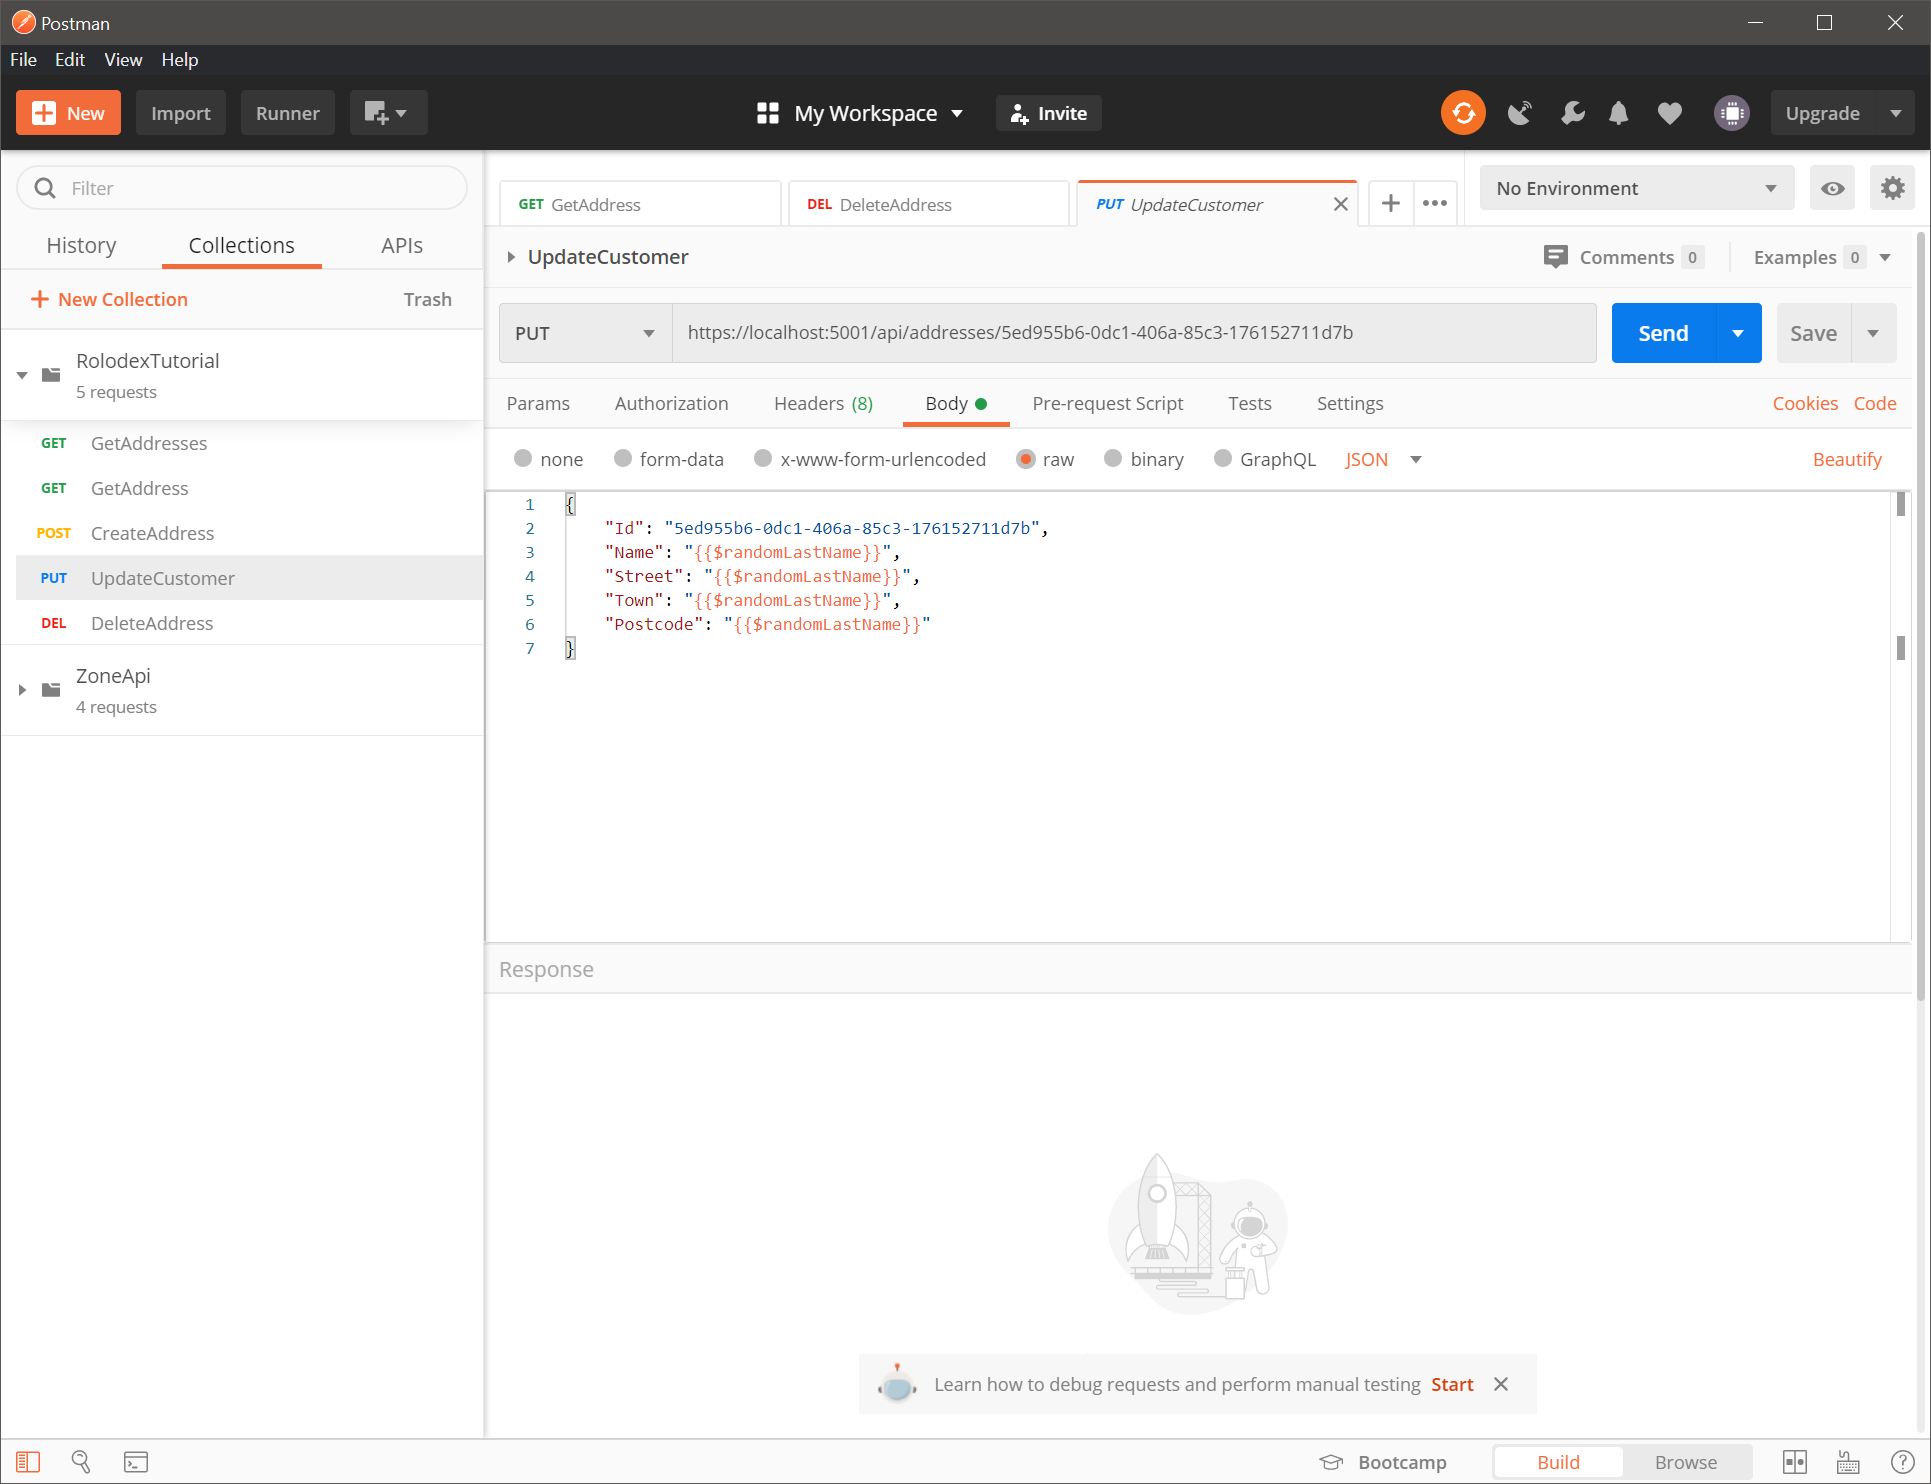 Postman
File Edit View Help
New Import Runner My Workspace Invite Upgrade
Filter
History Collections APIs
New Collection Trash
RolodexTutorial
5 requests
GET GetAddresses
GET GetAddress
POST CreateAddress
PUT UpdateCustomer
DEL DeleteAddress
ZoneApi
4 requests
GET GetAddress DEL DeleteAddress PUT UpdateCustomer No Environment
UpdateCustomer Comments 0 Examples 0
PUT https://localhost:5001/api/addresses/5ed955b6-0dc1-406a-85c3-176152711d7b Send Save
Params Authorization Headers (8) Body Pre-request Script Tests Settings Cookies Code
none form-data x-www-form-urlencoded raw binary GraphQL JSON Beautify
1 {
2 "Id": "5ed955b6-0dc1-406a-85c3-176152711d7b",
3 "Name": "{{$randomLastName}}",
4 "Street": "{{$randomLastName}}",
5 "Town": "{{$randomLastName}}",
6 "Postcode": "{{$randomLastName}}"
7 }
Response
Learn how to debug requests and perform manual testing Start
Bootcamp Build Browse